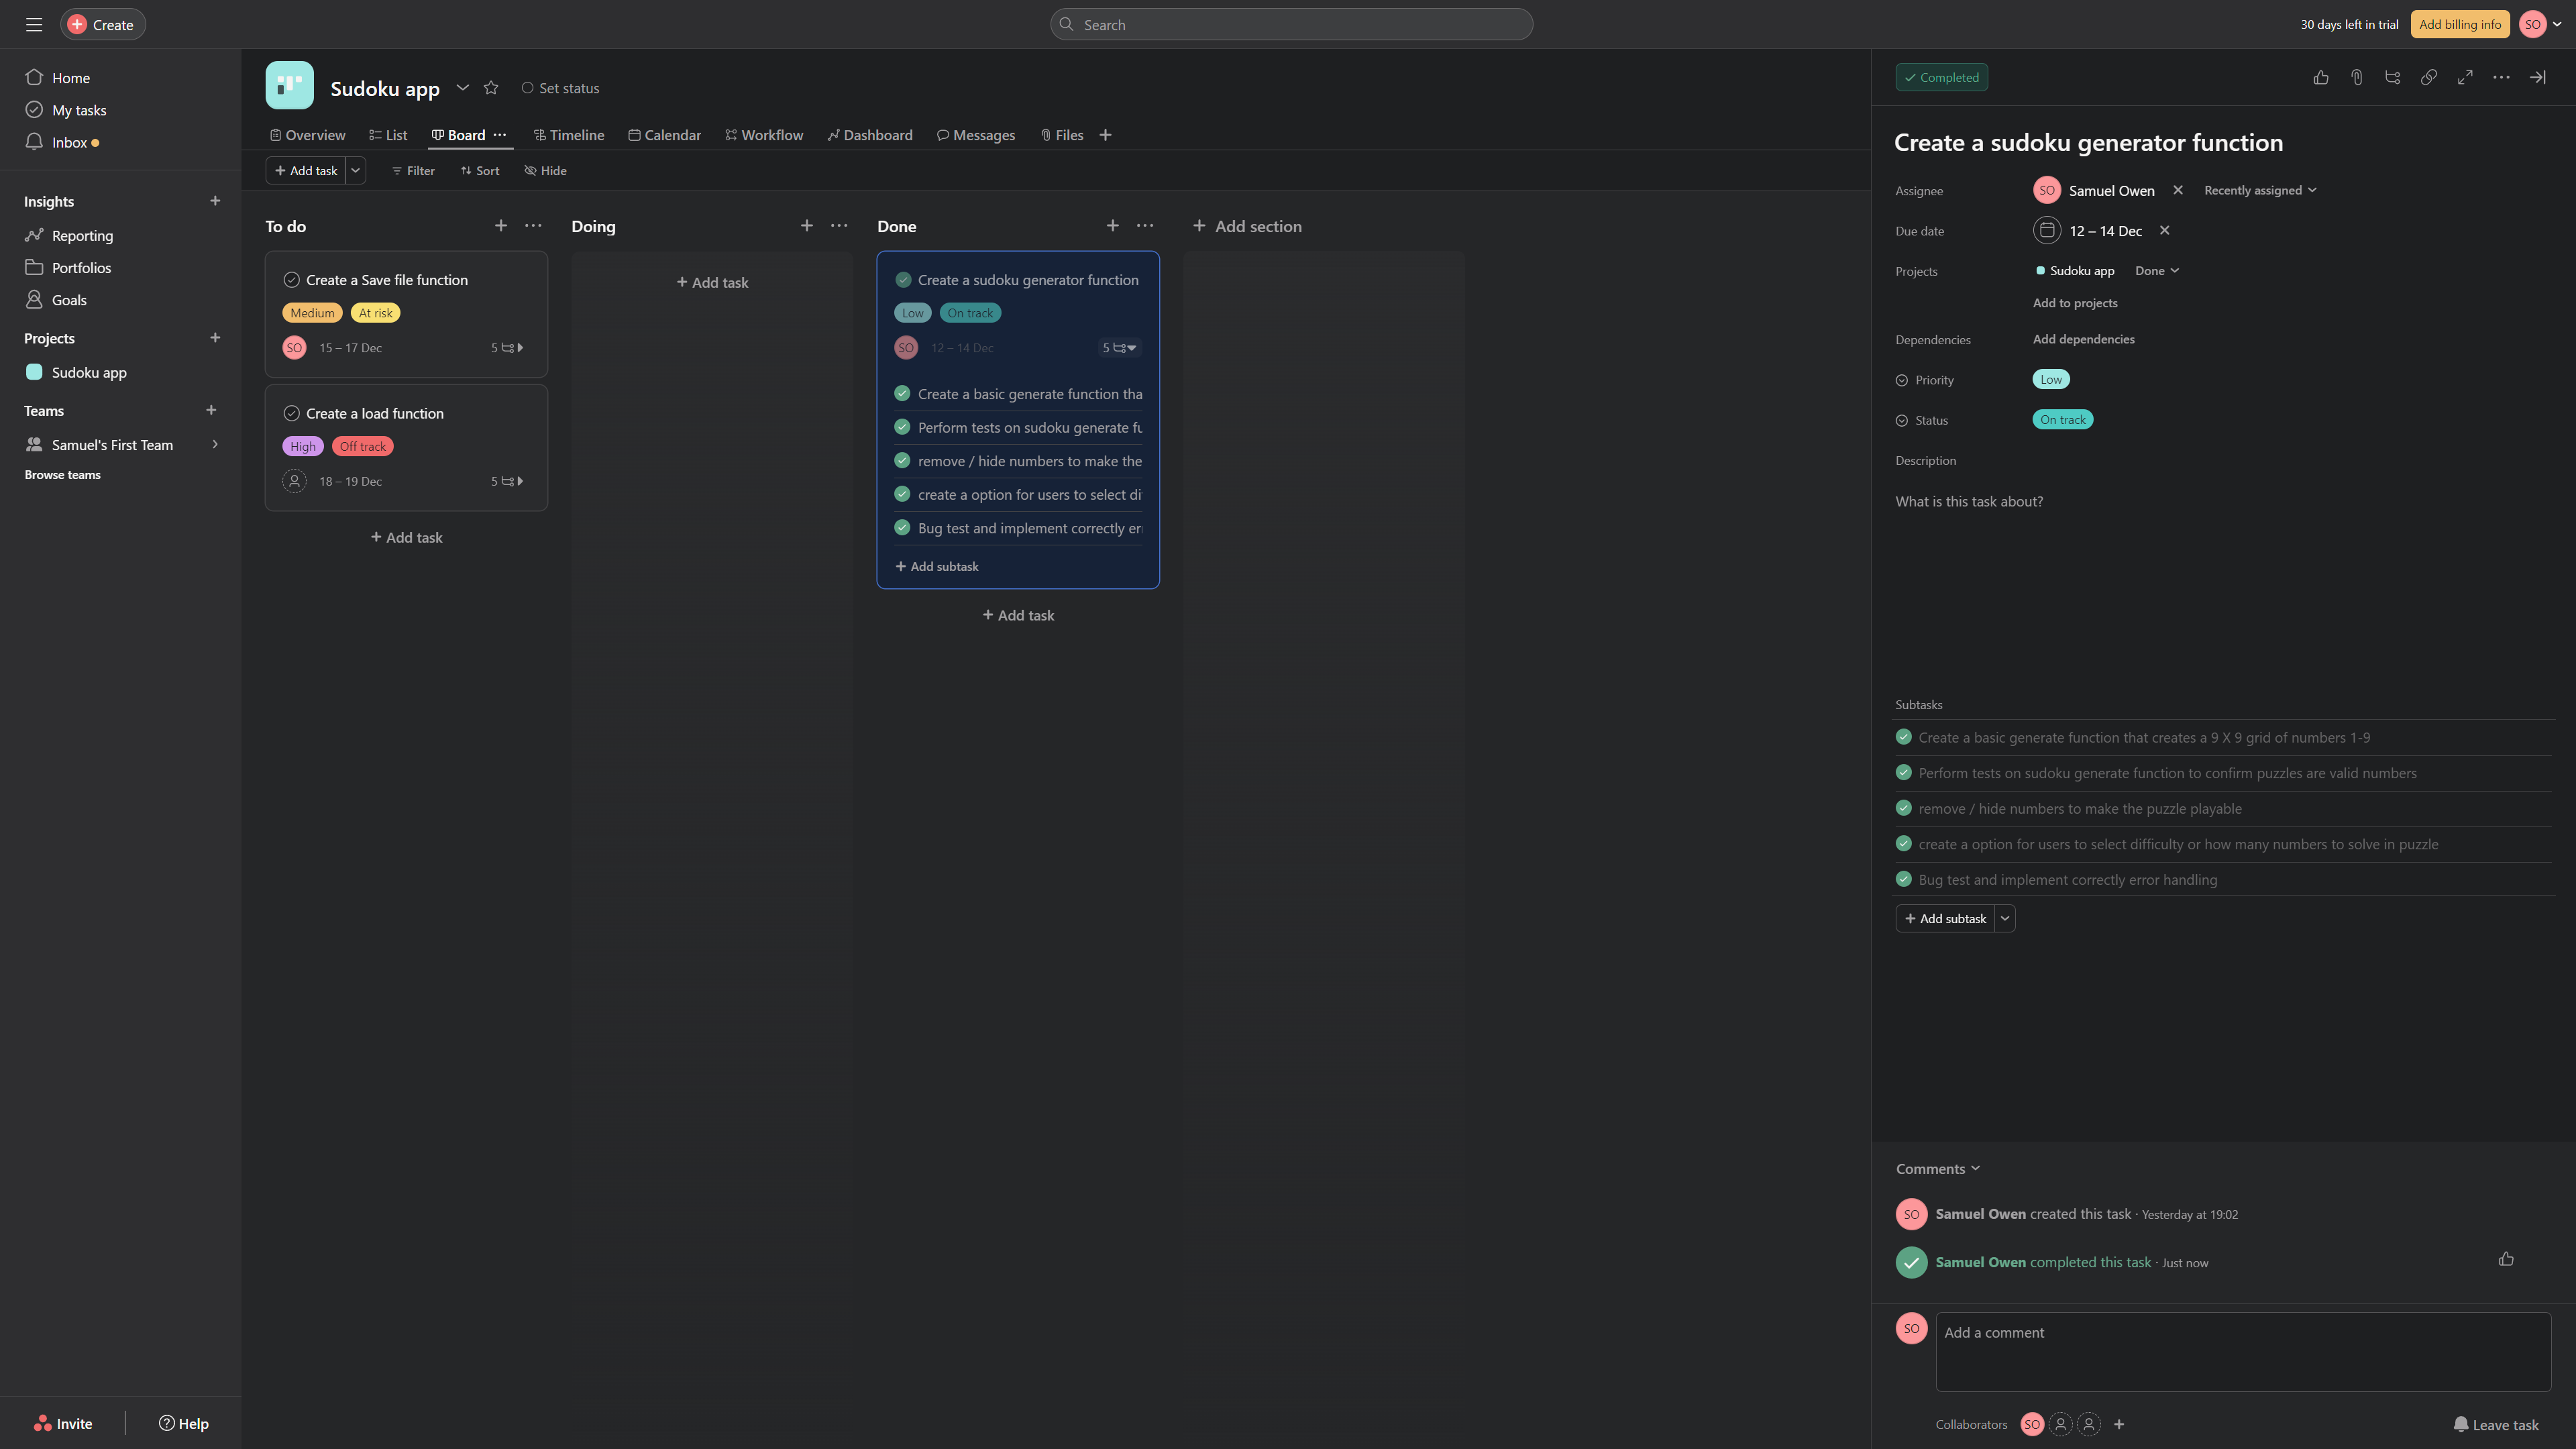 Create
Search
30 days left in trial
Add billing info
SO
Home
My tasks
Inbox
Insights
Reporting
Portfolios
Goals
Projects
Sudoku app
Teams
Samuel's First Team
Browse teams
Invite
Help
Sudoku app
Set status
Overview
List
Board
Timeline
Calendar
Workflow
Dashboard
Messages
Files
Add task
Filter
Sort
Hide
To do
Create a Save file function
Medium
At risk
SO
15 – 17 Dec
5
Create a load function
High
Off track
18 – 19 Dec
5
Add task
Doing
Add task
Done
Create a sudoku generator function
Low
On track
SO
12 – 14 Dec
5
Create a basic generate function tha
Perform tests on sudoku generate fu
remove / hide numbers to make the
create a option for users to select di
Bug test and implement correctly er
Add subtask
Add task
Add section
Completed
Create a sudoku generator function
Assignee
SO
Samuel Owen
Recently assigned
Due date
12 – 14 Dec
Projects
Sudoku app
Done
Add to projects
Dependencies
Add dependencies
Priority
Low
Status
On track
Description
What is this task about?
Subtasks
Create a basic generate function that creates a 9 X 9 grid of numbers 1-9
Perform tests on sudoku generate function to confirm puzzles are valid numbers
remove / hide numbers to make the puzzle playable
create a option for users to select difficulty or how many numbers to solve in puzzle
Bug test and implement correctly error handling
Add subtask
Comments
SO
Samuel Owen created this task · Yesterday at 19:02
Samuel Owen completed this task · Just now
SO
Add a comment
Collaborators
SO
Leave task